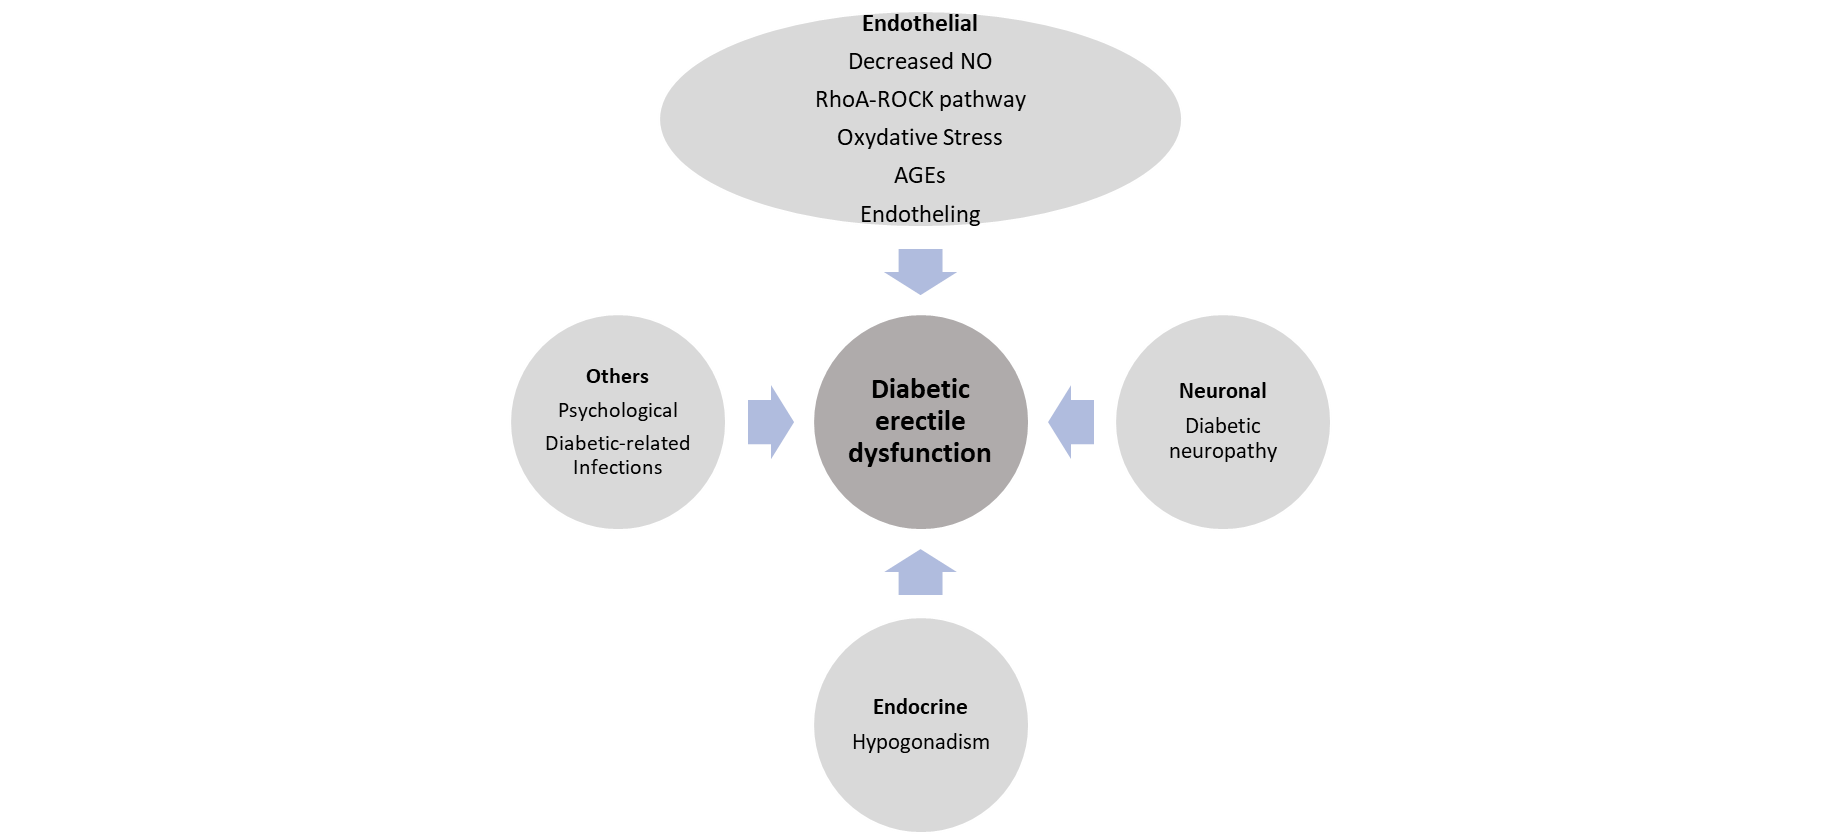 Endothelial
Decreased NO
RhoA-ROCK pathway
Oxydative Stress
AGEs
Endotheling
Others
Psychological
Diabetic-related
Infections
Diabetic
erectile
dysfunction
Neuronal
Diabetic
neuropathy
Endocrine
Hypogonadism